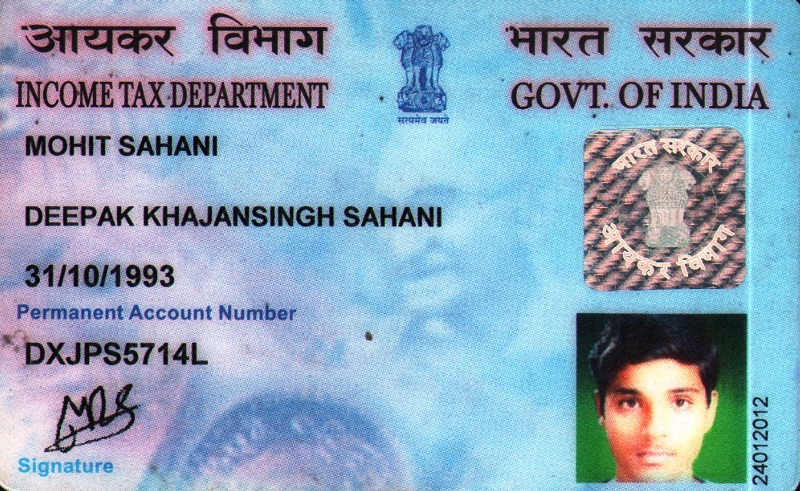 आयकर विभाग
भारत सरकार
INCOME TAX DEPARTMENT
GOVT. OF INDIA
सत्यमेव जयते
MOHIT SAHANI
भारत सरकार
आयकर विभाग
DEEPAK KHAJANSINGH SAHANI
31/10/1993
Permanent Account Number
DXJPS5714L
Signature
24012012